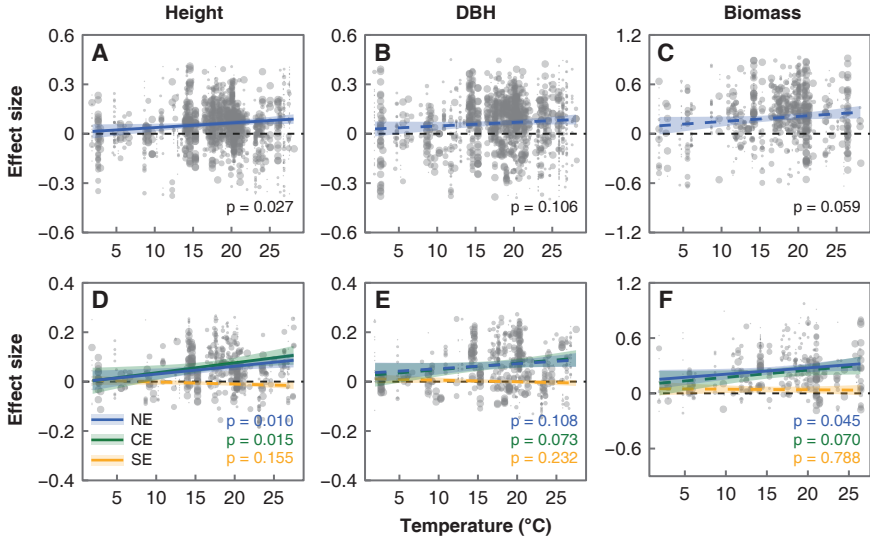 Height DBH Biomass
Effect size
0.6 0.3 0 −0.3 −0.6
A
p = 0.027
5 10 15 20 25
0.6 0.3 0 −0.3 −0.6
B
p = 0.106
5 10 15 20 25
1.2 0.6 0 −0.6 −1.2
C
p = 0.059
5 10 15 20 25
Effect size
0.4 0.2 0 −0.2 −0.4
D
NE p = 0.010
CE p = 0.015
SE p = 0.155
5 10 15 20 25
0.4 0.2 0 −0.2 −0.4
E
p = 0.108
p = 0.073
p = 0.232
5 10 15 20 25
1.2 0.6 0 −0.6
F
p = 0.045
p = 0.070
p = 0.788
5 10 15 20 25
Temperature (°C)